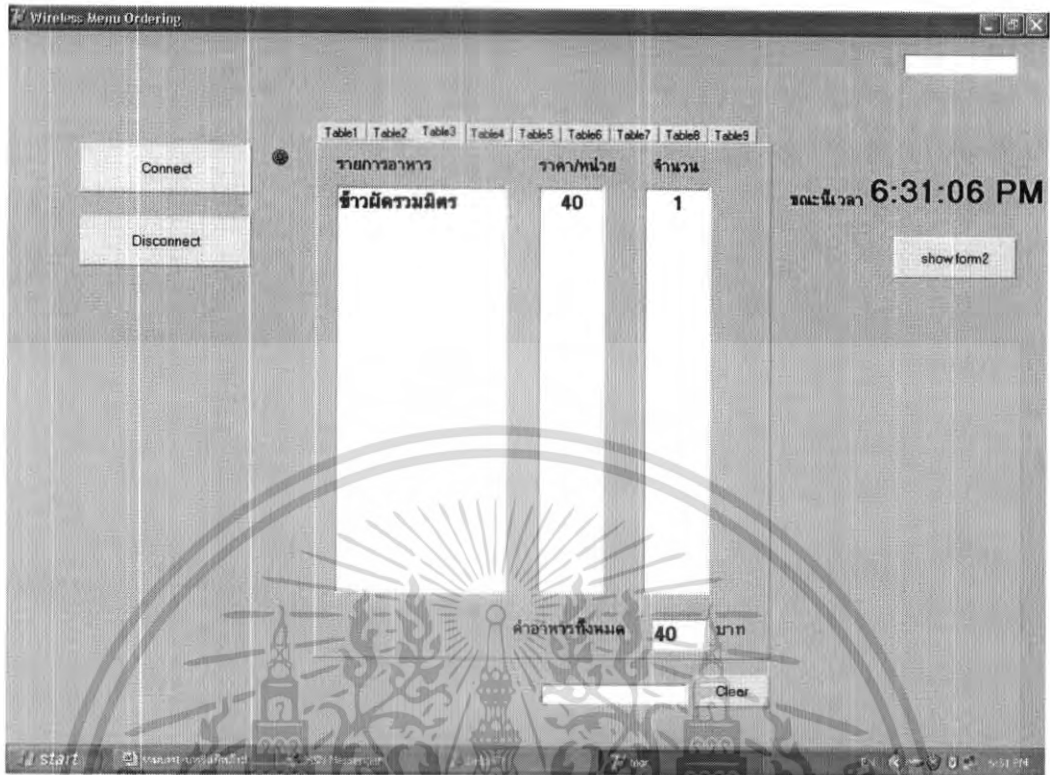 Wireless Menu Ordering
Table1 Table2 Table3 Table4 Table5 Table6 Table7 Table8 Table9
Connect
Disconnect
รายการอาหาร ราคา/หน่วย จำนวน
ข้าวผัดรวมมิตร 40 1
ขณะนี้เวลา 6:31:06 PM
show form2
ค่าอาหารทั้งหมด 40 บาท
Clear
start
Messenger
EN
PM